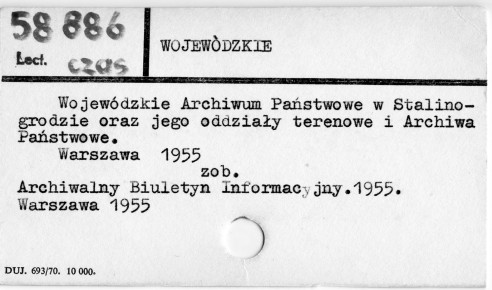 58 886
Lect. czas
WOJEWÒDZKIE
Wojewódzkie Archiwum Państwowe w Stalino-
grodzie oraz jego oddziały terenowe i Archiwa
Państwowe.
Warszawa 1955
zob.
Archiwalny Biuletyn Informacyjny.1955.
Warszawa 1955
DUJ. 693/70. 10 000.